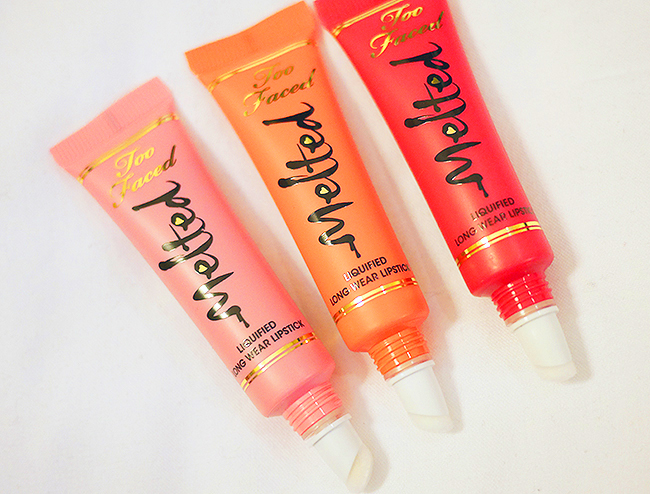 Too
Faced
Melted
LIQUIFIED
LONG WEAR LIPSTICK
Too
Faced
Melted
LIQUIFIED
LONG WEAR LIPSTICK
Too
Faced
Melted
LIQUIFIED
LONG WEAR LIPSTICK